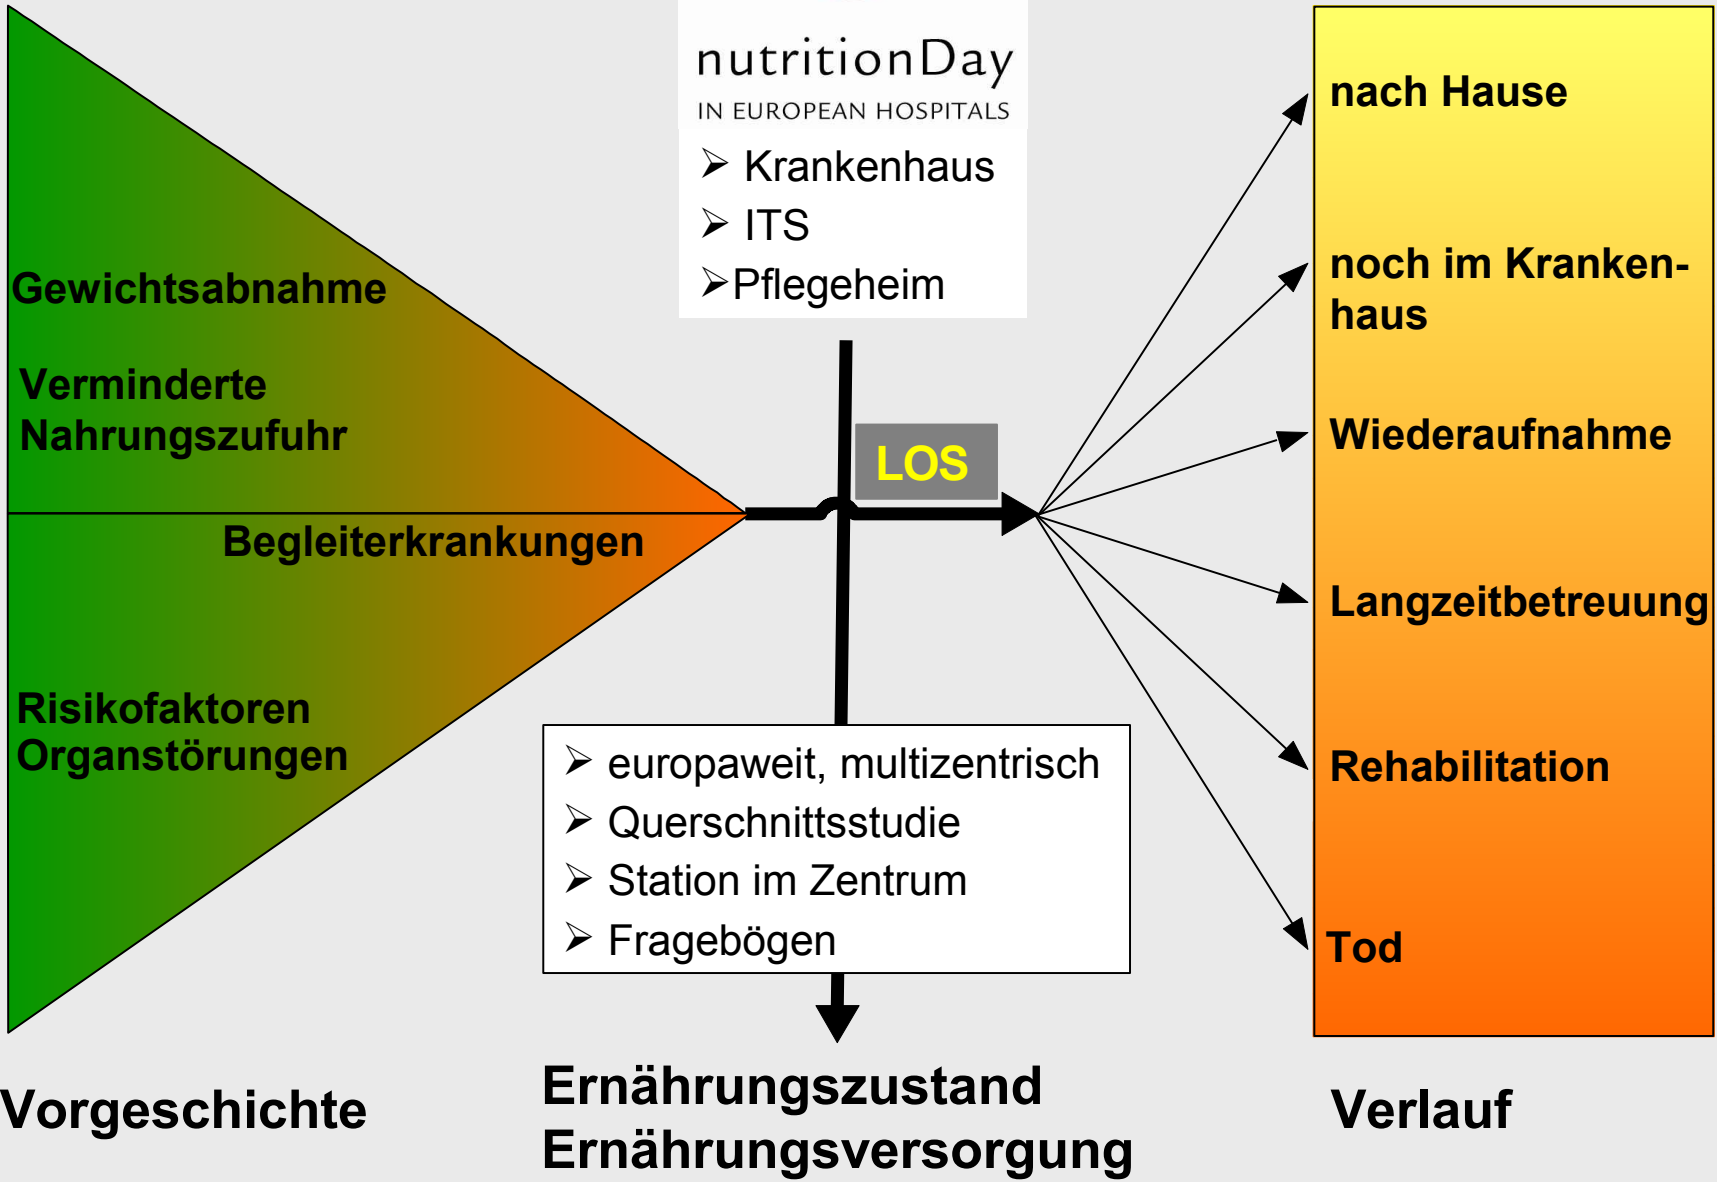 nutritionDay
IN EUROPEAN HOSPITALS
➢ Krankenhaus
➢ ITS
➢Pflegeheim
Gewichtsabnahme
Verminderte
Nahrungszufuhr
Begleiterkrankungen
Risikofaktoren
Organstörungen
Vorgeschichte
LOS
➢ europaweit, multizentrisch
➢ Querschnittsstudie
➢ Station im Zentrum
➢ Fragebögen
Ernährungszustand
Ernährungsversorgung
nach Hause
noch im Kranken-
haus
Wiederaufnahme
Langzeitbetreuung
Rehabilitation
Tod
Verlauf